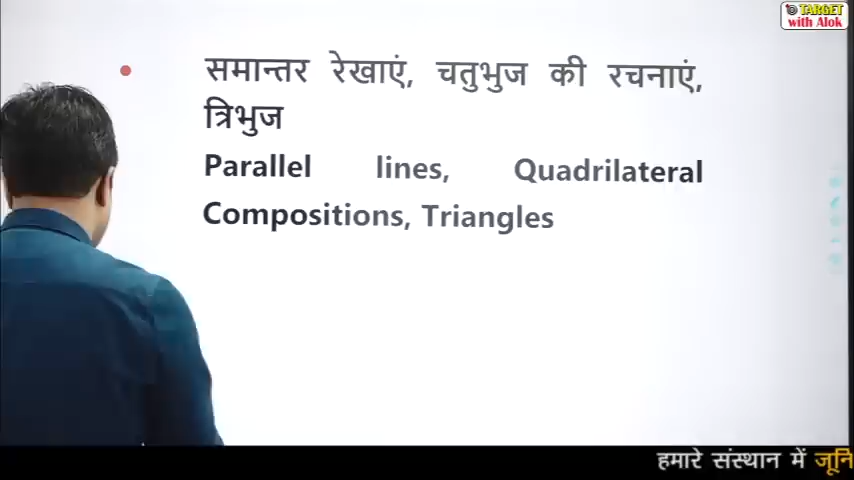 TARGET
with Alok
समान्तर रेखाएं, चतुभुज की रचनाएं,
त्रिभुज
Parallel lines, Quadrilateral
Compositions, Triangles
हमारे संस्थान में जूनि